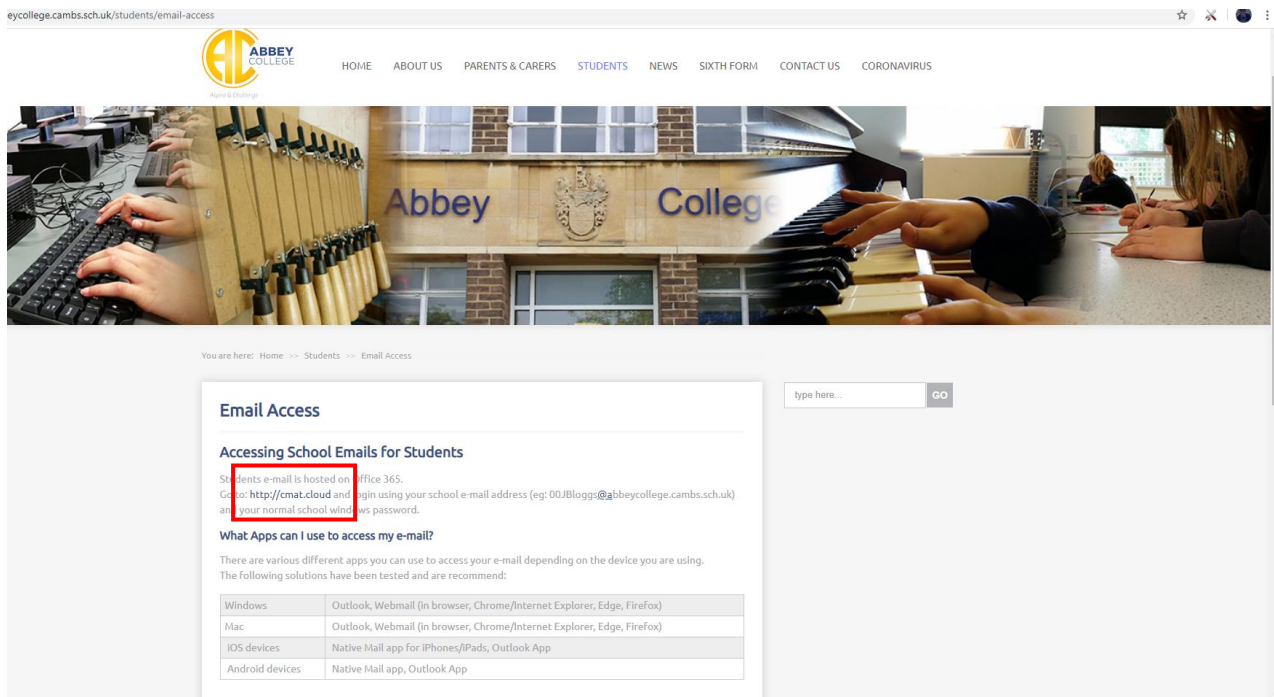 eycollege.cambs.sch.uk/students/email-access
ABBEY
COLLEGE
Aspire & Challenge
HOME ABOUT US PARENTS & CARERS STUDENTS NEWS SIXTH FORM CONTACT US CORONAVIRUS
Abbey College
You are here: Home >> Students >> Email Access
type here... GO
Email Access
Accessing School Emails for Students
Students e-mail is hosted on Office 365.
Go to: http://cmat.cloud and login using your school e-mail address (eg: 00JBloggs@abbeycollege.cambs.sch.uk)
and your normal school windows password.
What Apps can I use to access my e-mail?
There are various different apps you can use to access your e-mail depending on the device you are using.
The following solutions have been tested and are recommend:
Windows Outlook, Webmail (in browser, Chrome/Internet Explorer, Edge, Firefox)
Mac Outlook, Webmail (in browser, Chrome/Internet Explorer, Edge, Firefox)
iOS devices Native Mail app for iPhones/iPads, Outlook App
Android devices Native Mail app, Outlook App